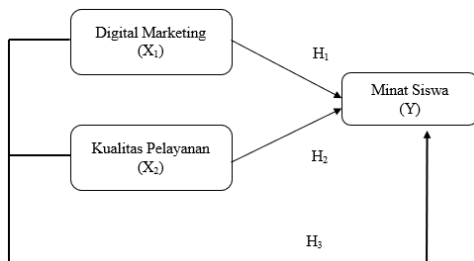 Digital Marketing
(X₁)
H₁
Minat Siswa
(Y)
Kualitas Pelayanan
(X₂)
H₂
H₃